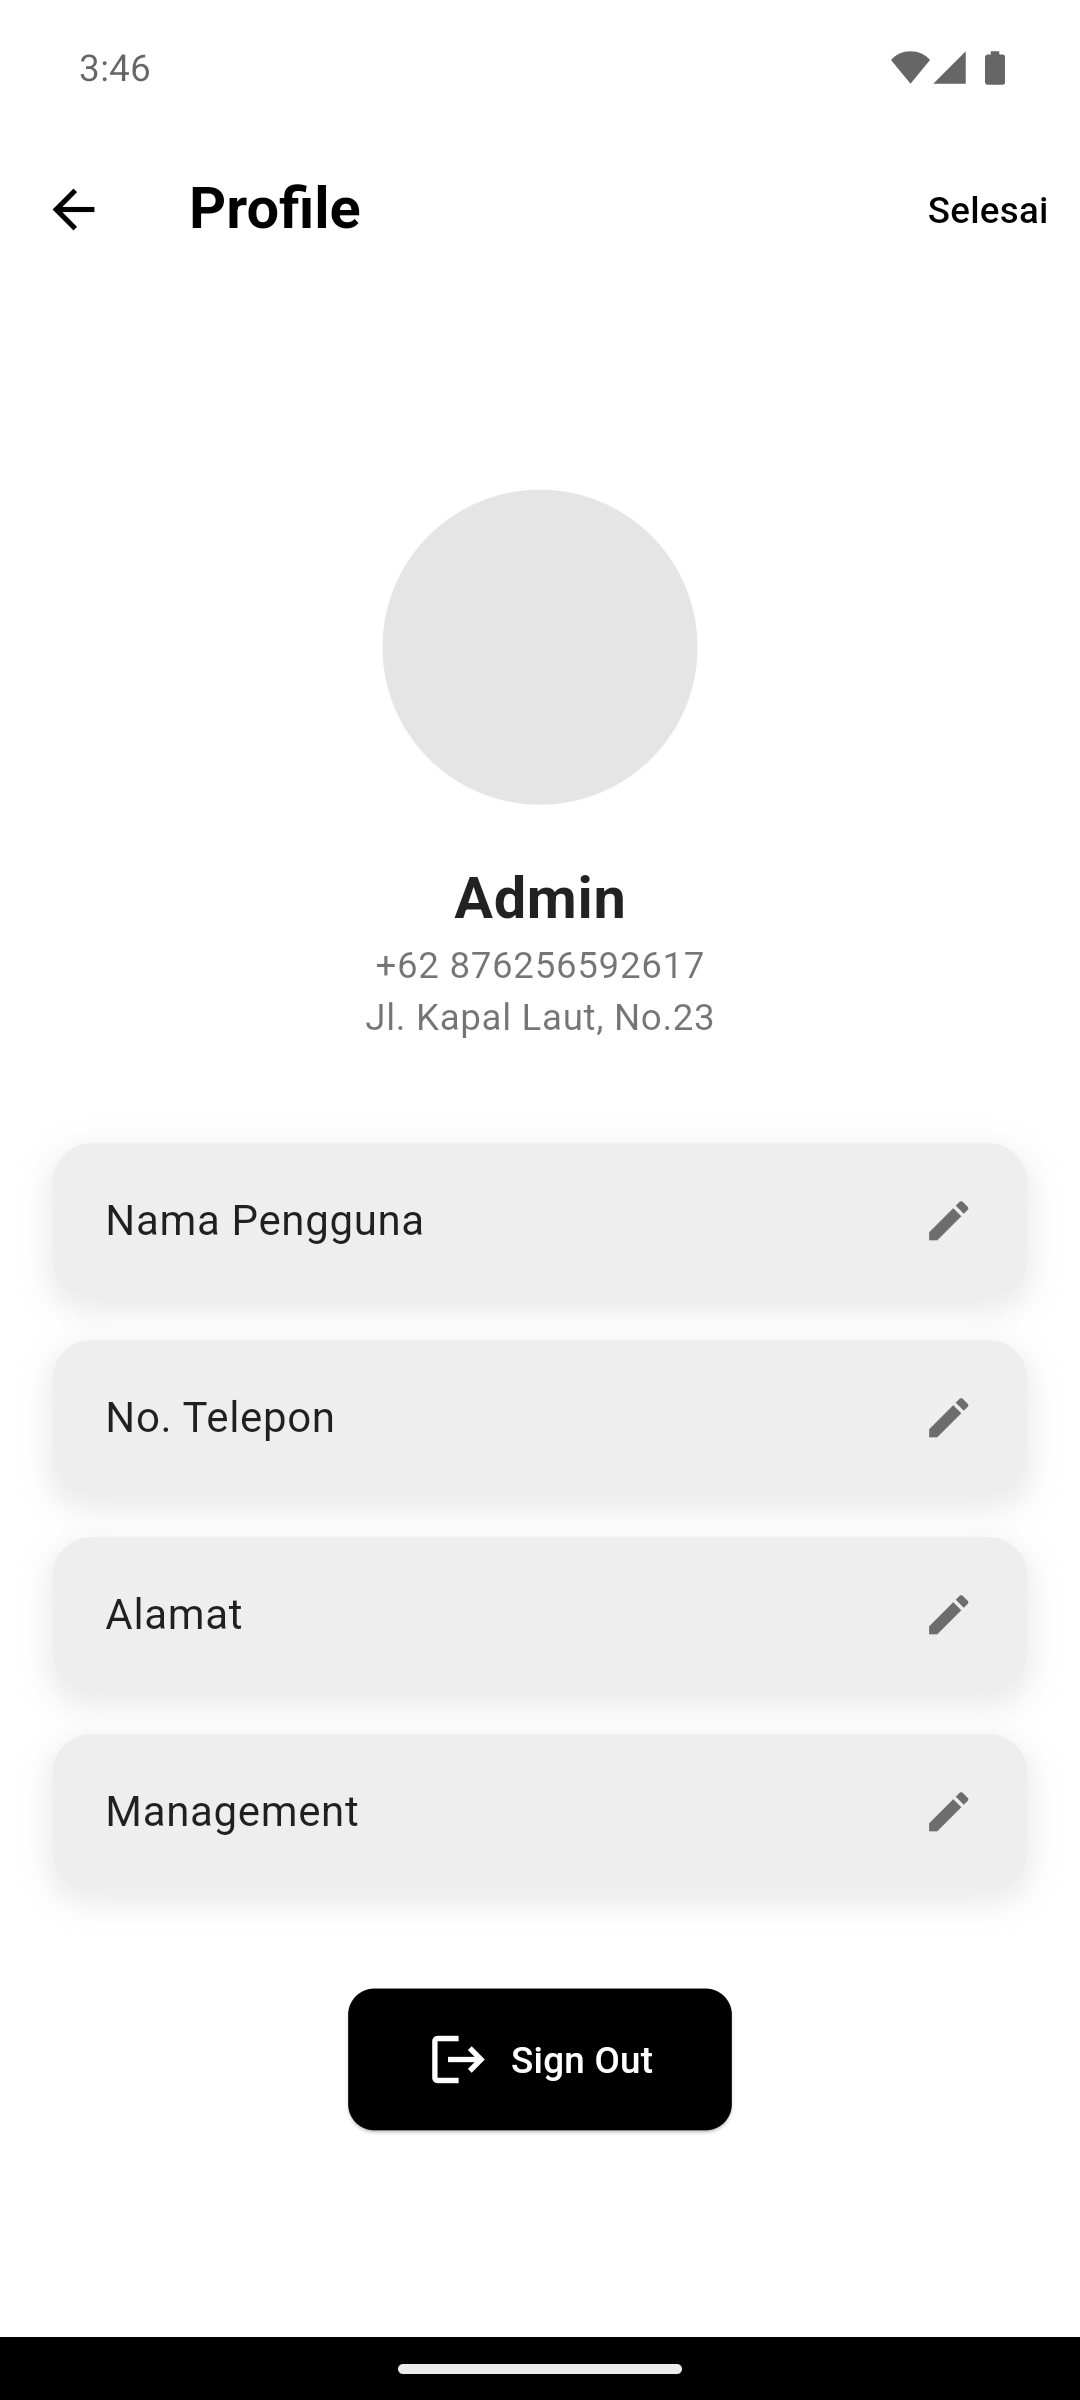 3:46
Profile
Selesai
Admin
+62 876256592617
Jl. Kapal Laut, No.23
Nama Pengguna
No. Telepon
Alamat
Management
Sign Out